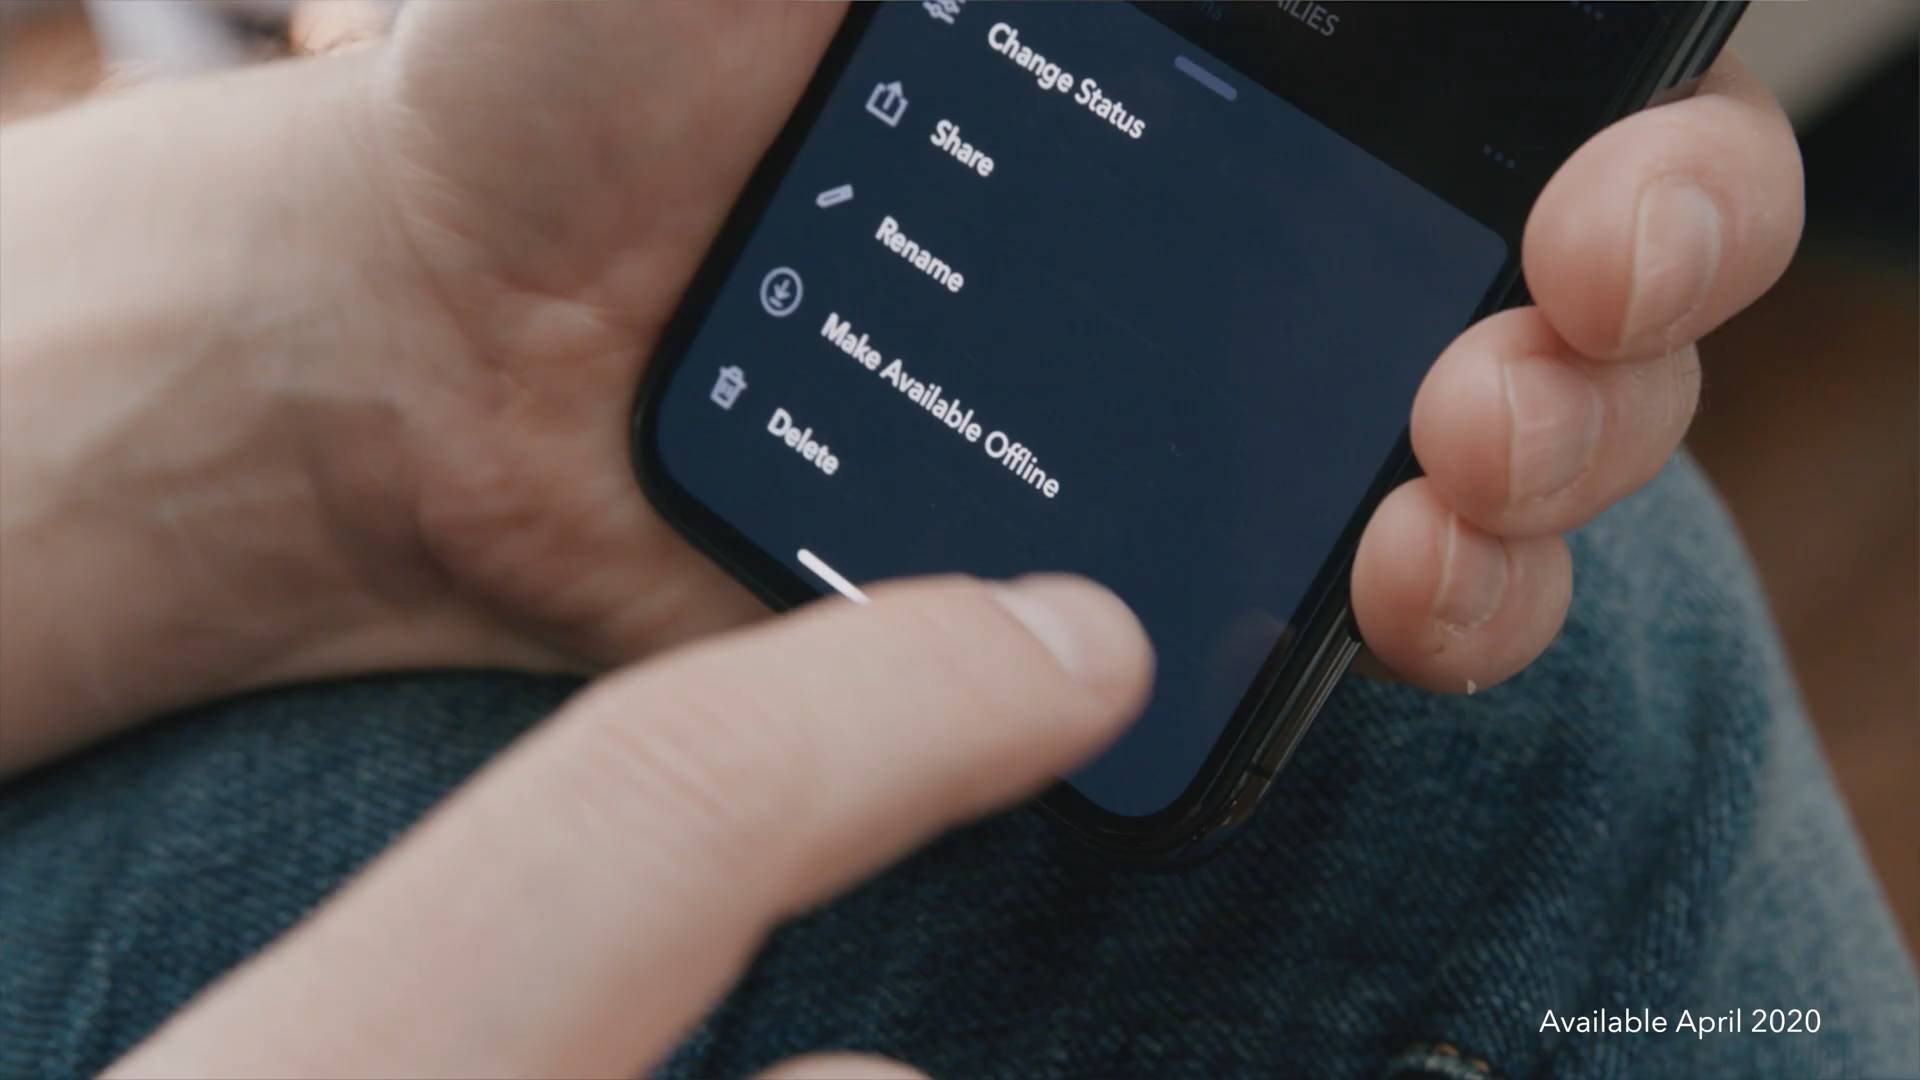 Change Status
Share
Rename
Make Available Offline
Delete
Available April 2020